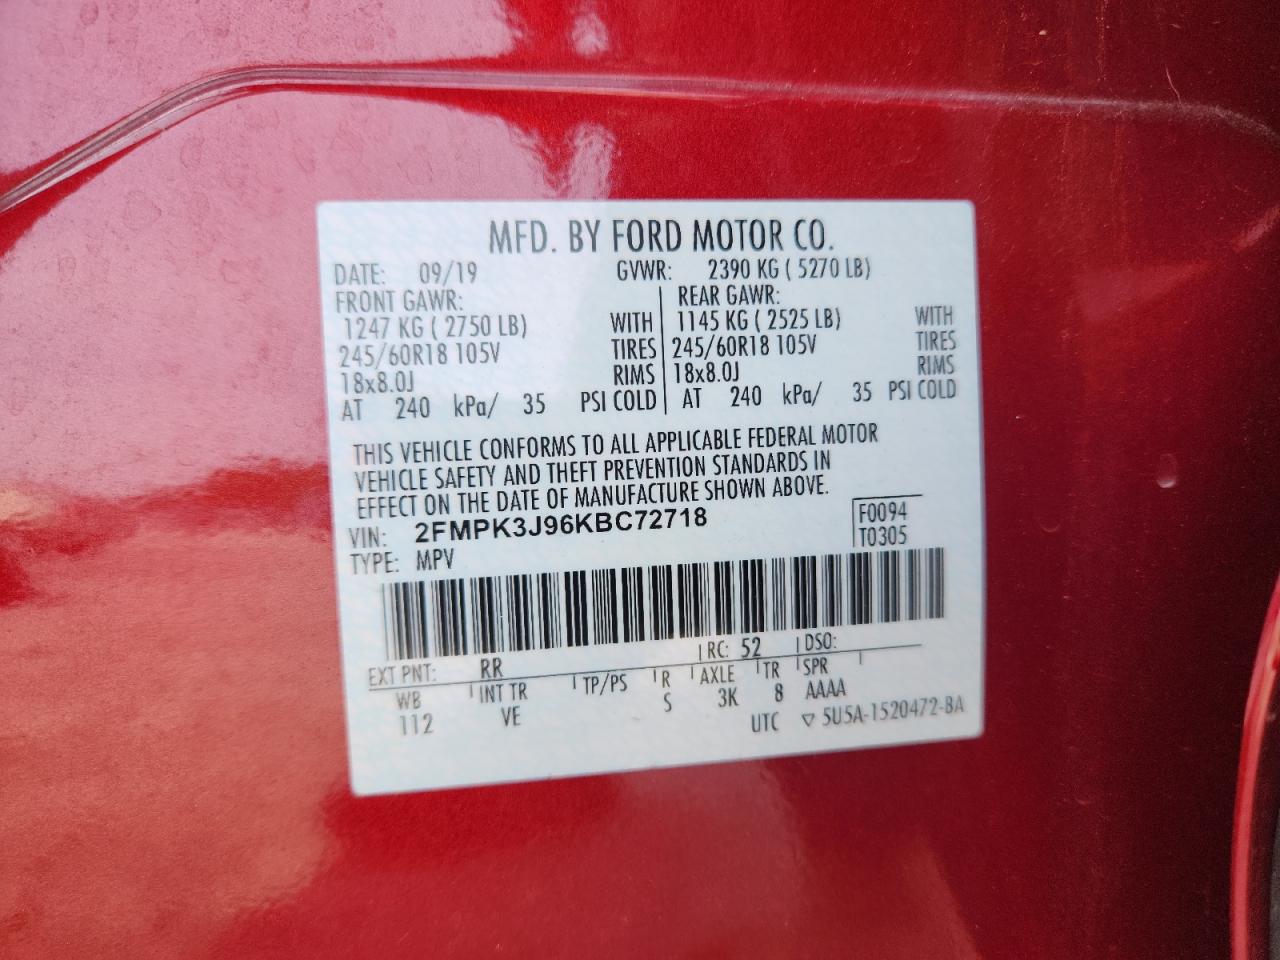 MFD. BY FORD MOTOR CO.
DATE: 09/19 GVWR: 2390 KG ( 5270 LB)
FRONT GAWR: REAR GAWR:
1247 KG ( 2750 LB) WITH 1145 KG ( 2525 LB) WITH
245/60R18 105V TIRES 245/60R18 105V TIRES
18x8.0J RIMS 18x8.0J RIMS
AT 240 kPa/ 35 PSI COLD AT 240 kPa/ 35 PSI COLD
THIS VEHICLE CONFORMS TO ALL APPLICABLE FEDERAL MOTOR
VEHICLE SAFETY AND THEFT PREVENTION STANDARDS IN
EFFECT ON THE DATE OF MANUFACTURE SHOWN ABOVE.
VIN: 2FMPK3J96KBC72718 F0094
TYPE: MPV T0305
EXT PNT: RR RC: 52 DSO:
WB INT TR TP/PS R AXLE TR SPR
112 VE S 3K 8 AAAA
UTC ▽ 5U5A-1520472-BA